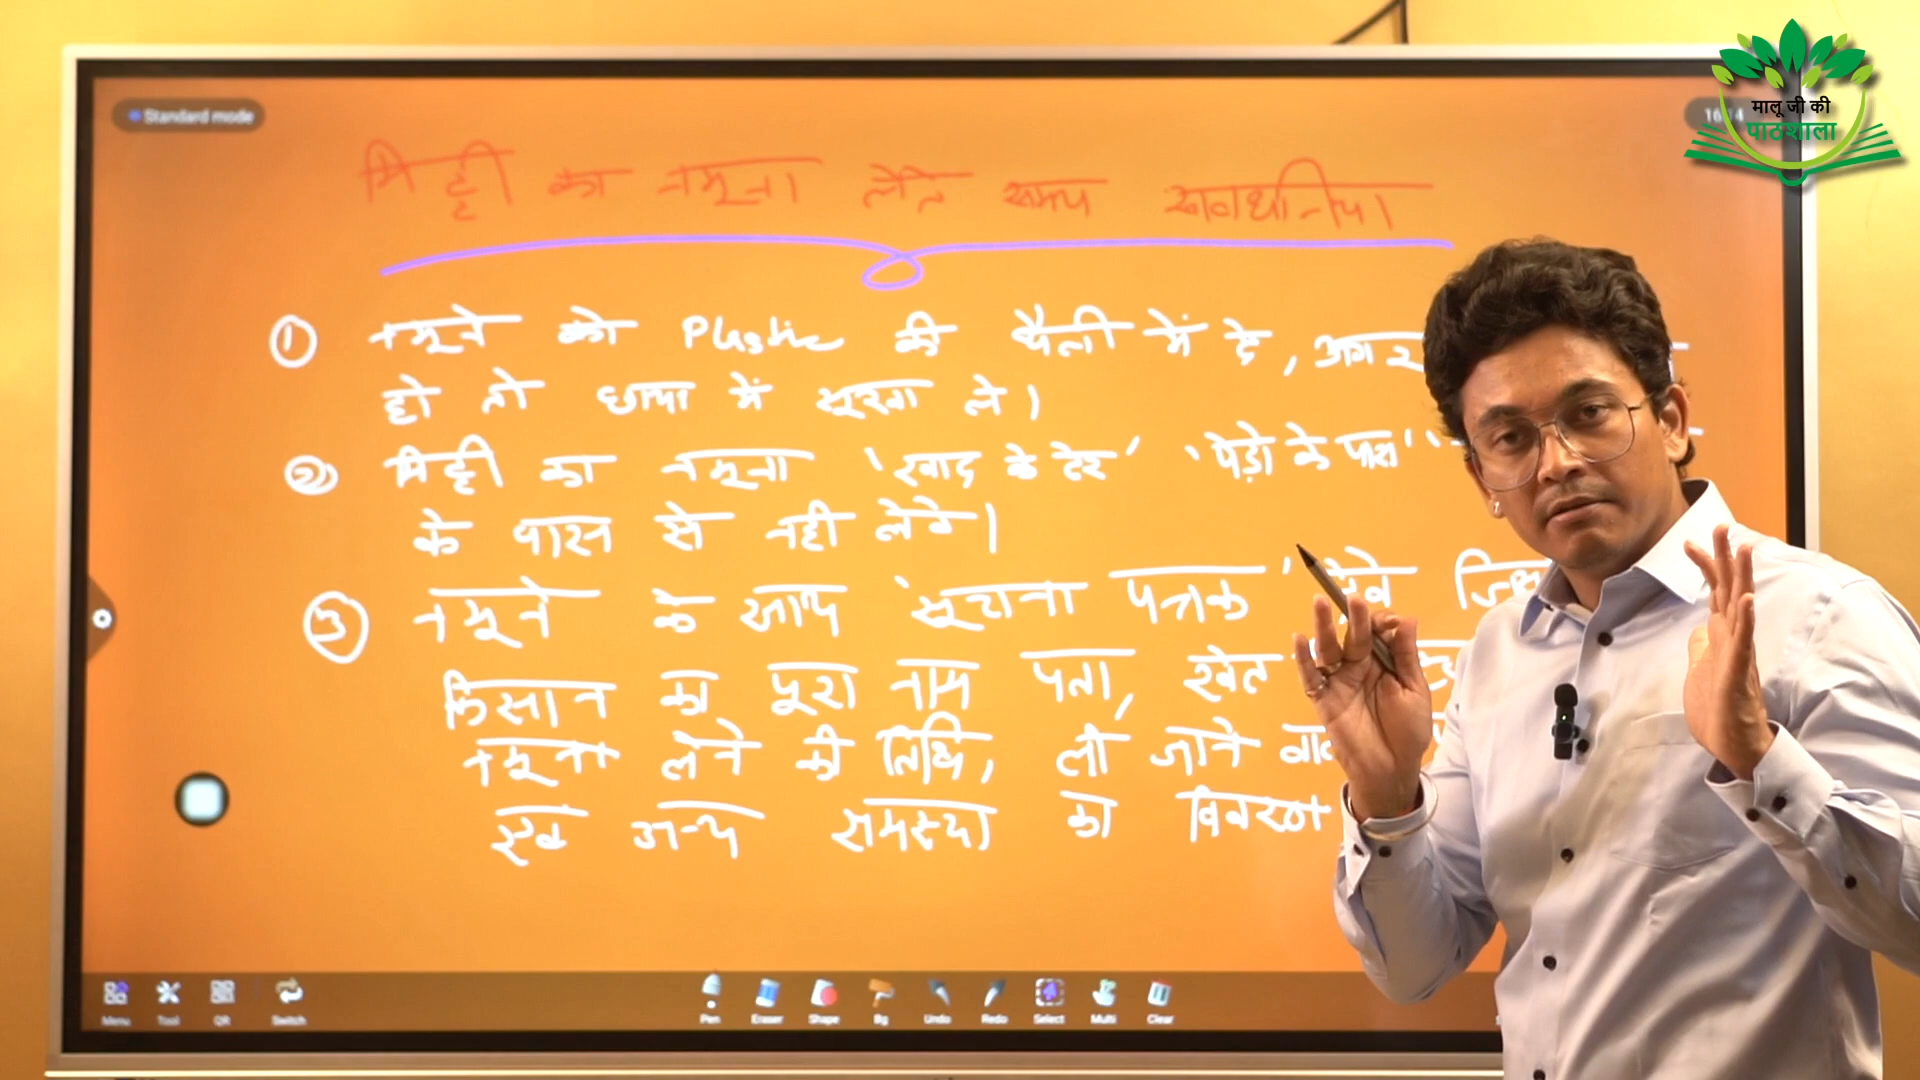 Standard mode
मालू जी की
पाठशाला
मिट्टी का नमूना लेते समय सावधानिया
① नमूने को Plastic की थैली में दे, अगर
हो तो छाया में सूखा ले।
② मिट्टी का नमूना 'खाद के ढेर' 'पेड़ो के पास'
के पास से नही लेवे।
③ नमूने के साथ 'सूचना पत्रक' देवे
किसान का पूरा नाम पता, खेत
नमूना लेने की तिथि, ली जाने
एवं अन्य समस्या का विवरण
Menu Tool QR Switch Pen Eraser Shape Bg Undo Redo Select Multi Clear